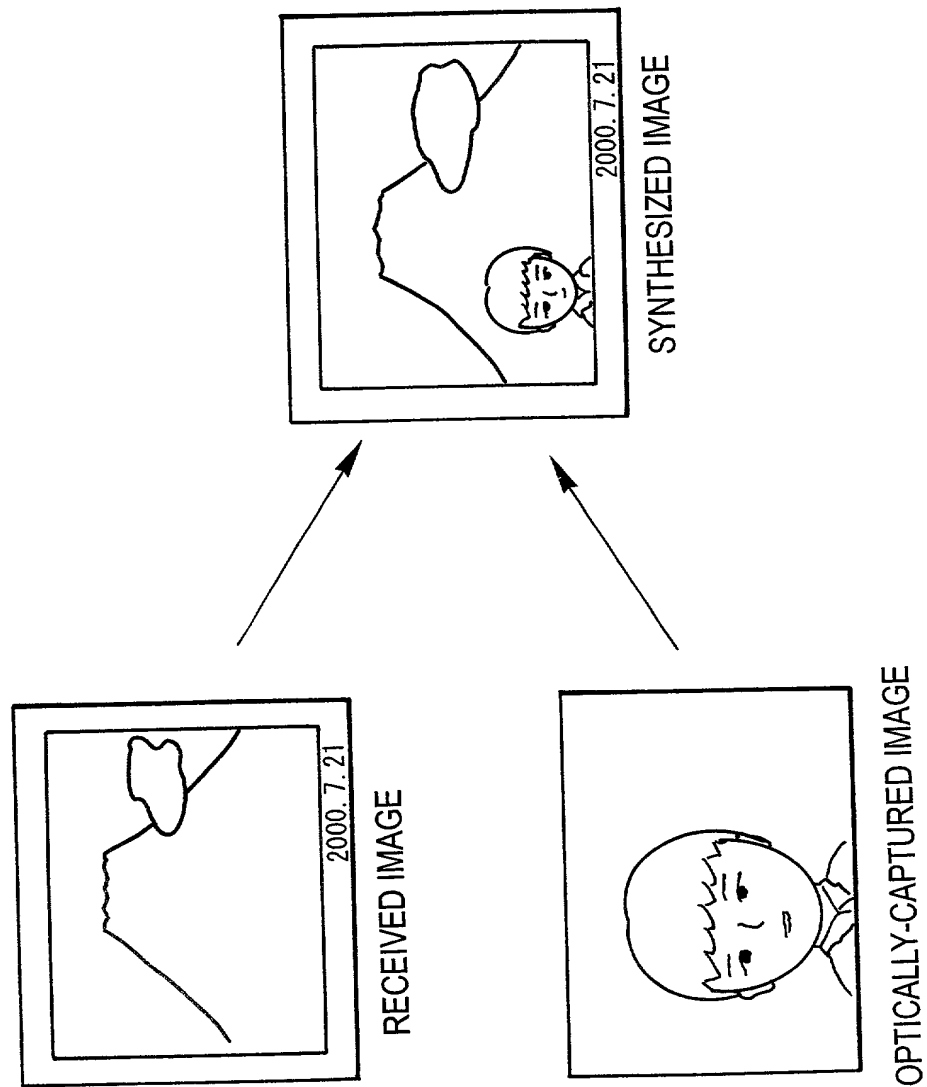 2000. 7. 21
RECEIVED IMAGE
OPTICALLY-CAPTURED IMAGE
2000. 7. 21
SYNTHESIZED IMAGE